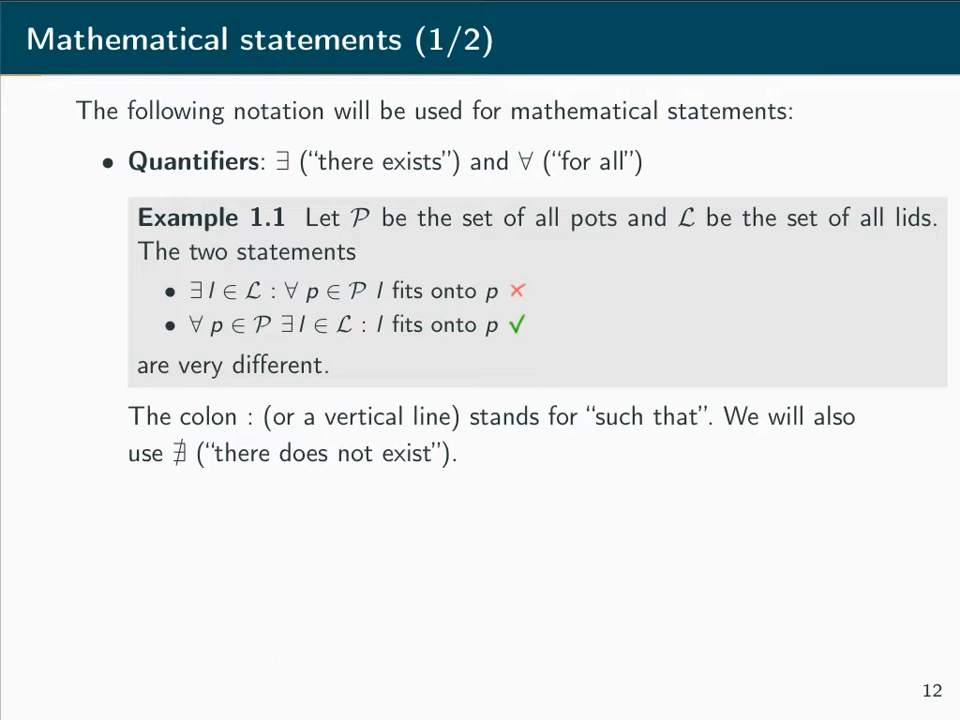 Mathematical statements (1/2)
The following notation will be used for mathematical statements:
• Quantifiers: ∃ (“there exists”) and ∀ (“for all”)
Example 1.1 Let 𝒫 be the set of all pots and ℒ be the set of all lids.
The two statements
• ∃ l ∈ ℒ : ∀ p ∈ 𝒫 l fits onto p ✗
• ∀ p ∈ 𝒫 ∃ l ∈ ℒ : l fits onto p ✓
are very different.
The colon : (or a vertical line) stands for “such that”. We will also
use ∄ (“there does not exist”).
12